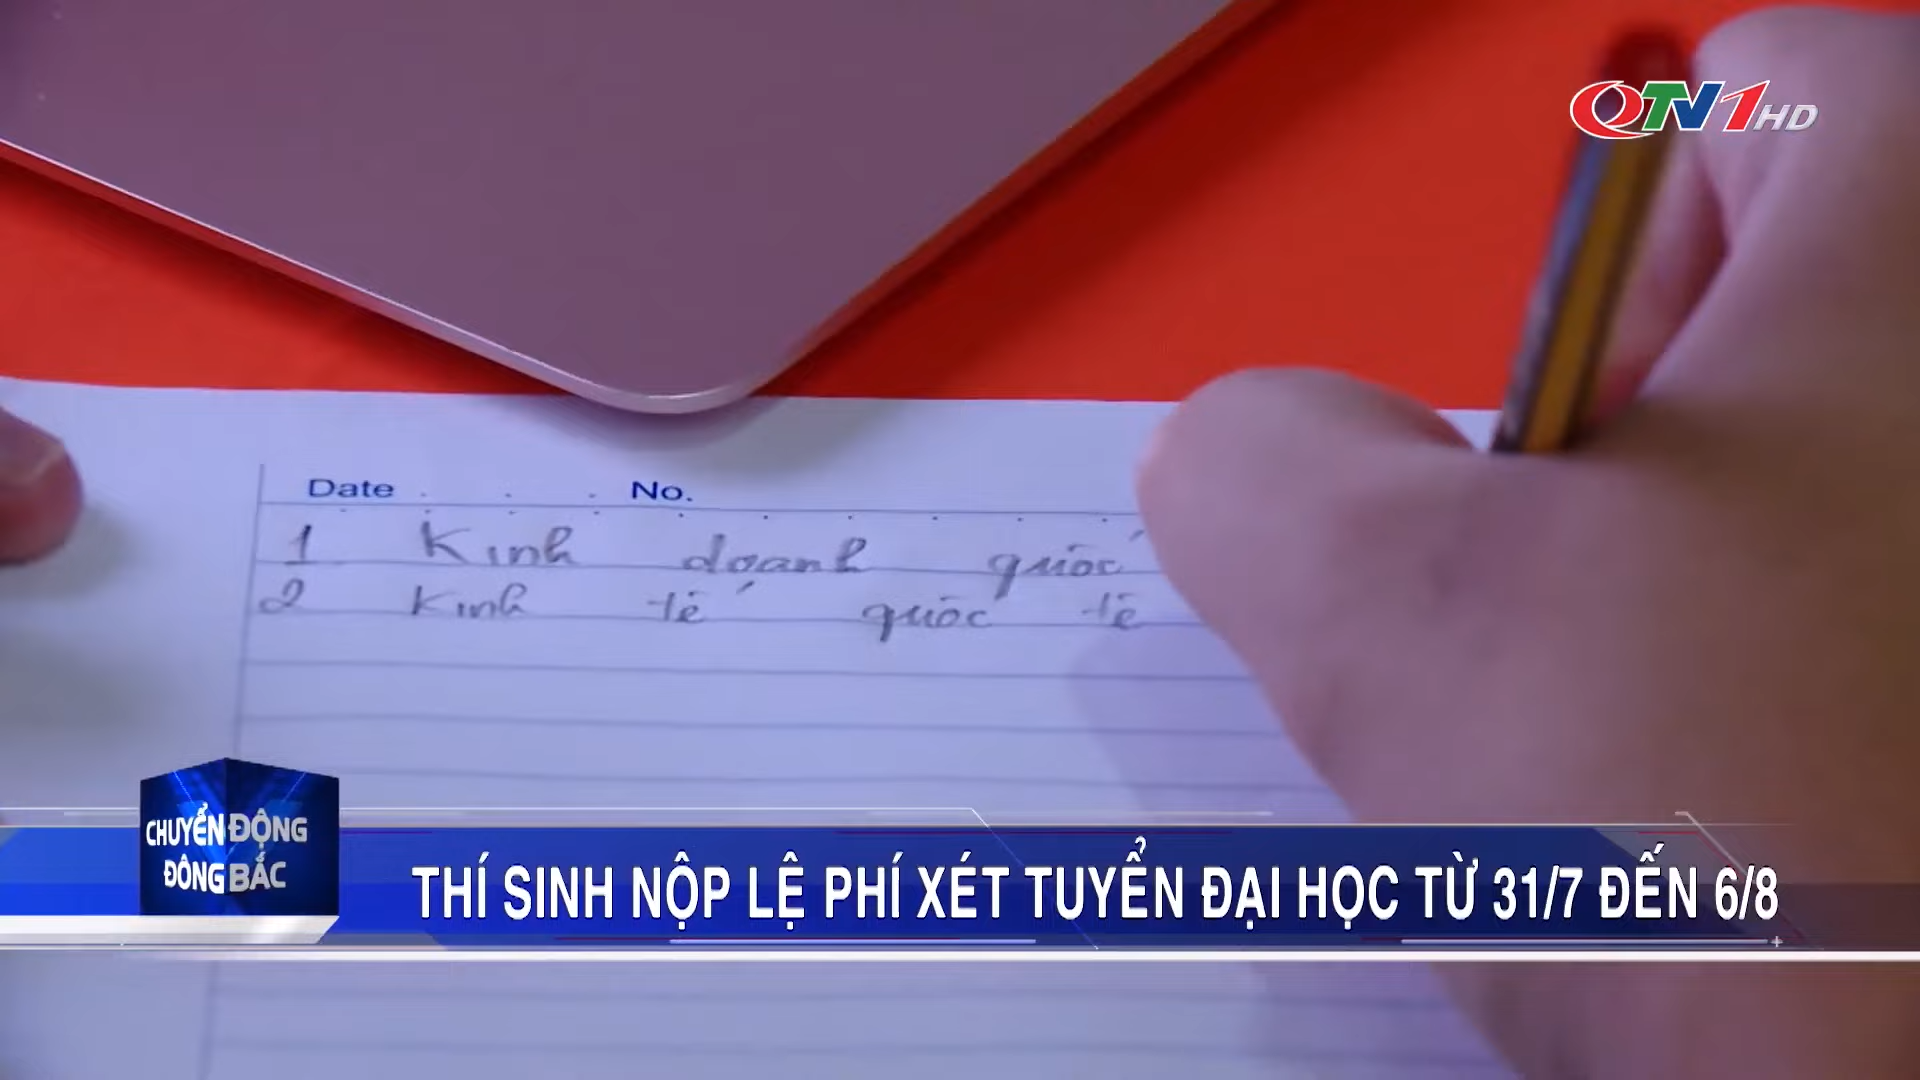 QTV1HD
Date No.
1 Kinh doanh quốc
2 Kinh tế quốc tế
CHUYỂN ĐỘNG
ĐÔNG BẮC
THÍ SINH NỘP LỆ PHÍ XÉT TUYỂN ĐẠI HỌC TỪ 31/7 ĐẾN 6/8